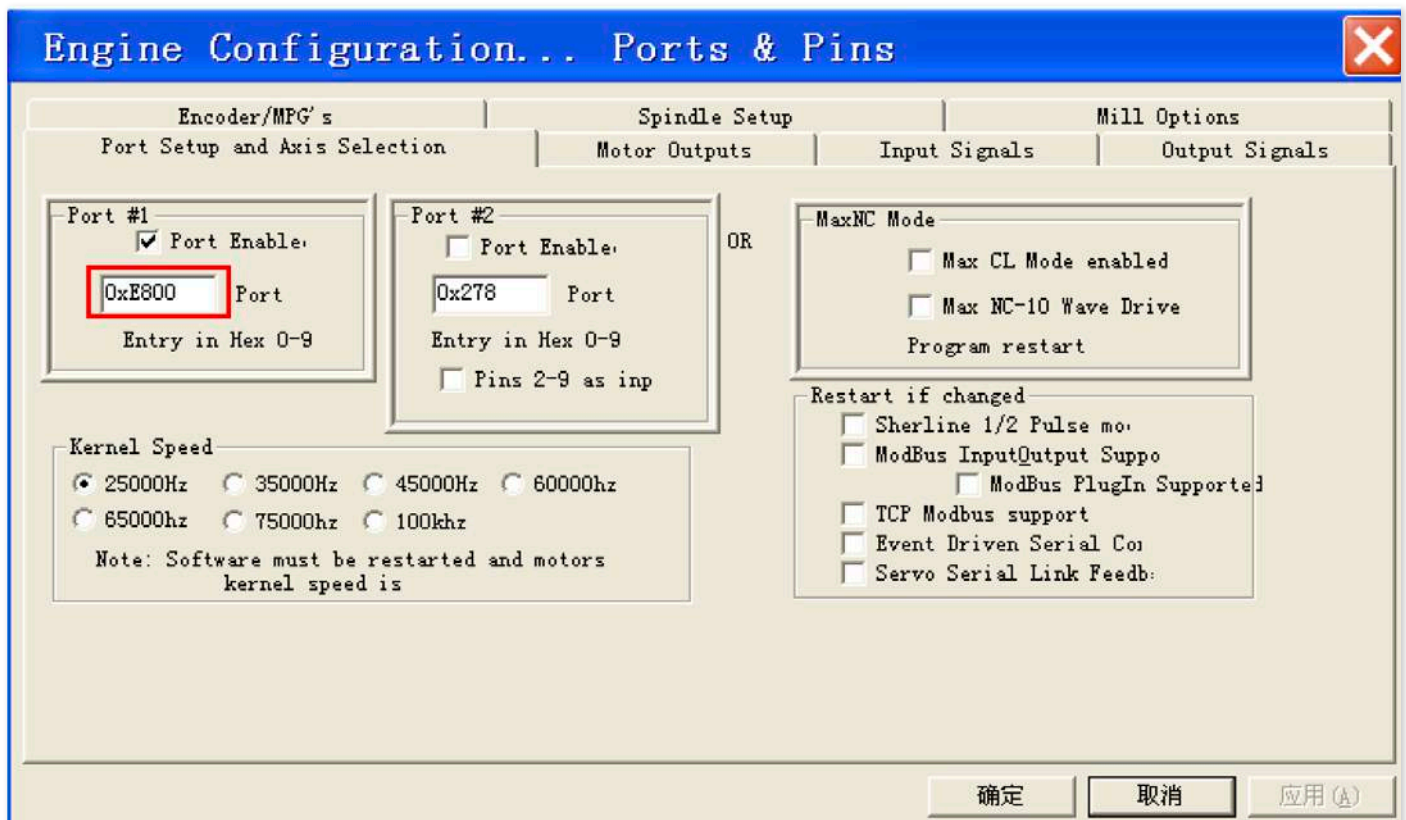 Engine Configuration... Ports & Pins
Encoder/MPG's
Spindle Setup
Mill Options
Port Setup and Axis Selection
Motor Outputs
Input Signals
Output Signals
Port #1
Port Enable
0xE800
Port
Entry in Hex 0-9
Port #2
Port Enable
0x278
Port
Entry in Hex 0-9
Pins 2-9 as inp
OR
MaxNC Mode
Max CL Mode enabled
Max NC-10 Wave Drive
Program restart
Restart if changed
Sherline 1/2 Pulse mo
ModBus InputOutput Suppo
ModBus PlugIn Supported
TCP Modbus support
Event Driven Serial Co
Servo Serial Link Feedb
Kernel Speed
25000Hz
35000Hz
45000Hz
60000hz
65000hz
75000hz
100khz
Note: Software must be restarted and motors
kernel speed is
确定
取消
应用(A)